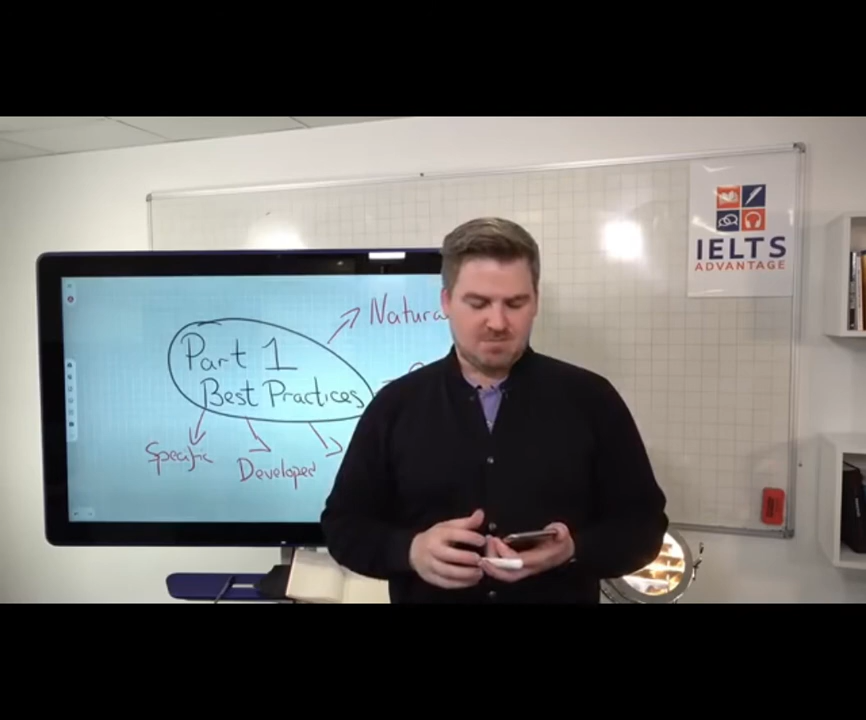 IELTS
ADVANTAGE
Natura
Part 1
Best Practices
Specific
Developed